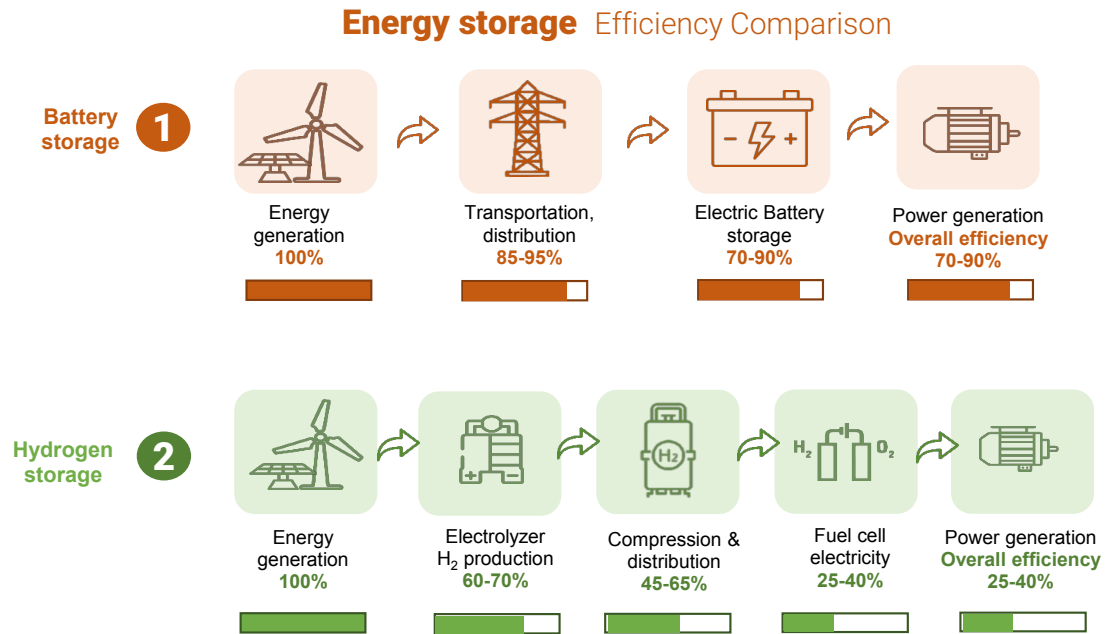 Energy storage Efficiency Comparison
Battery
storage
1
- +
Energy
generation
100%
Transportation,
distribution
85-95%
Electric Battery
storage
70-90%
Power generation
Overall efficiency
70-90%
Hydrogen
storage
2
+ -
H₂
H₂ O₂
Energy
generation
100%
Electrolyzer
H₂ production
60-70%
Compression &
distribution
45-65%
Fuel cell
electricity
25-40%
Power generation
Overall efficiency
25-40%